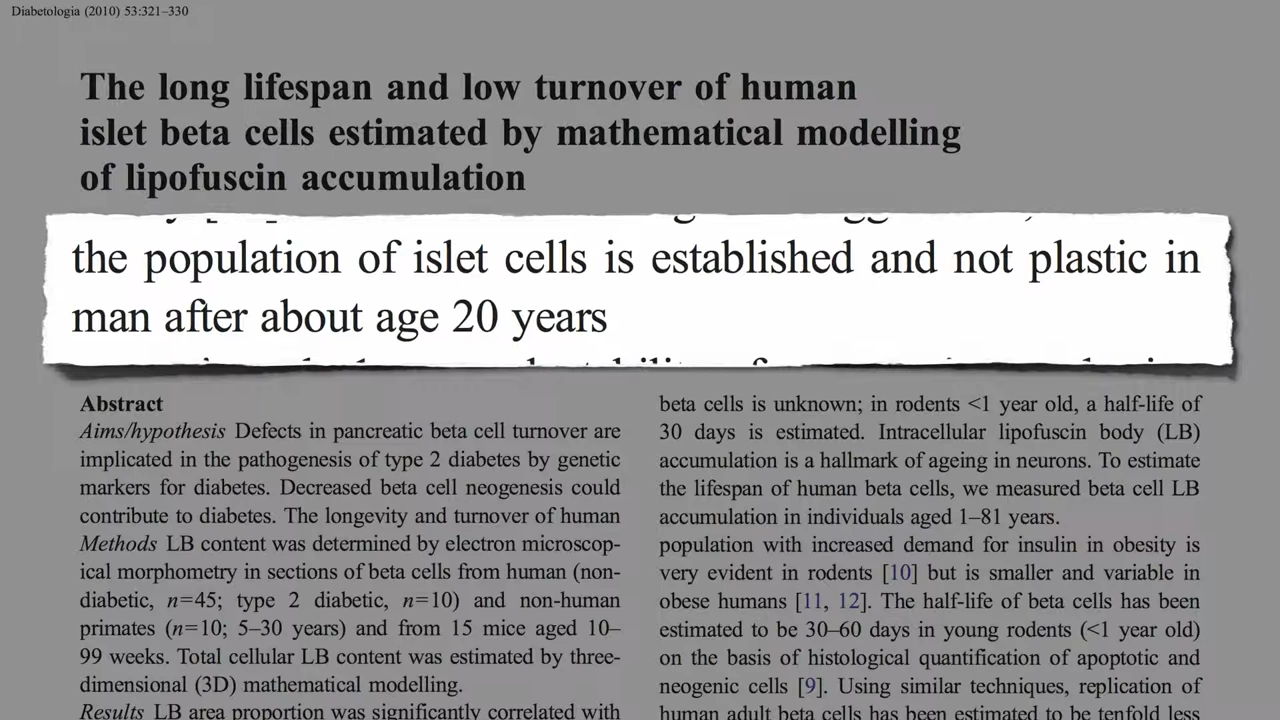 Diabetologia (2010) 53:321–330
The long lifespan and low turnover of human
islet beta cells estimated by mathematical modelling
of lipofuscin accumulation
the population of islet cells is established and not plastic in
man after about age 20 years
Abstract
Aims/hypothesis Defects in pancreatic beta cell turnover are
implicated in the pathogenesis of type 2 diabetes by genetic
markers for diabetes. Decreased beta cell neogenesis could
contribute to diabetes. The longevity and turnover of human
Methods LB content was determined by electron microscop-
ical morphometry in sections of beta cells from human (non-
diabetic, n=45; type 2 diabetic, n=10) and non-human
primates (n=10; 5–30 years) and from 15 mice aged 10–
99 weeks. Total cellular LB content was estimated by three-
dimensional (3D) mathematical modelling.
Results LB area proportion was significantly correlated with
beta cells is unknown; in rodents <1 year old, a half-life of
30 days is estimated. Intracellular lipofuscin body (LB)
accumulation is a hallmark of ageing in neurons. To estimate
the lifespan of human beta cells, we measured beta cell LB
accumulation in individuals aged 1–81 years.
population with increased demand for insulin in obesity is
very evident in rodents [10] but is smaller and variable in
obese humans [11, 12]. The half-life of beta cells has been
estimated to be 30–60 days in young rodents (<1 year old)
on the basis of histological quantification of apoptotic and
neogenic cells [9]. Using similar techniques, replication of
human adult beta cells has been estimated to be tenfold less